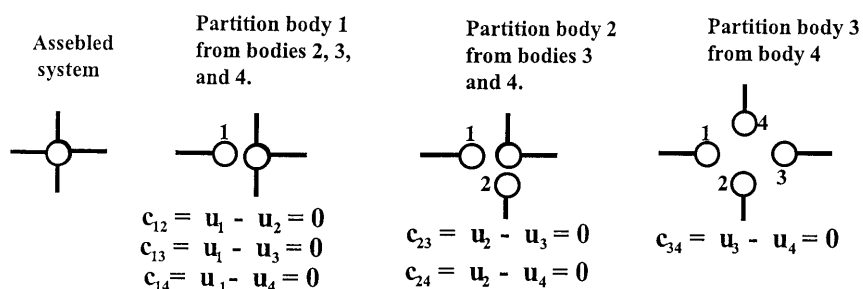 Assebled
system
Partition body 1
from bodies 2, 3,
and 4.
Partition body 2
from bodies 3
and 4.
Partition body 3
from body 4
1
1
2
4
1
2
3
c₁₂ = u₁ - u₂ = 0
c₁₃ = u₁ - u₃ = 0
c₁₄ = u₁ - u₄ = 0
c₂₃ = u₂ - u₃ = 0
c₂₄ = u₂ - u₄ = 0
c₃₄ = u₃ - u₄ = 0